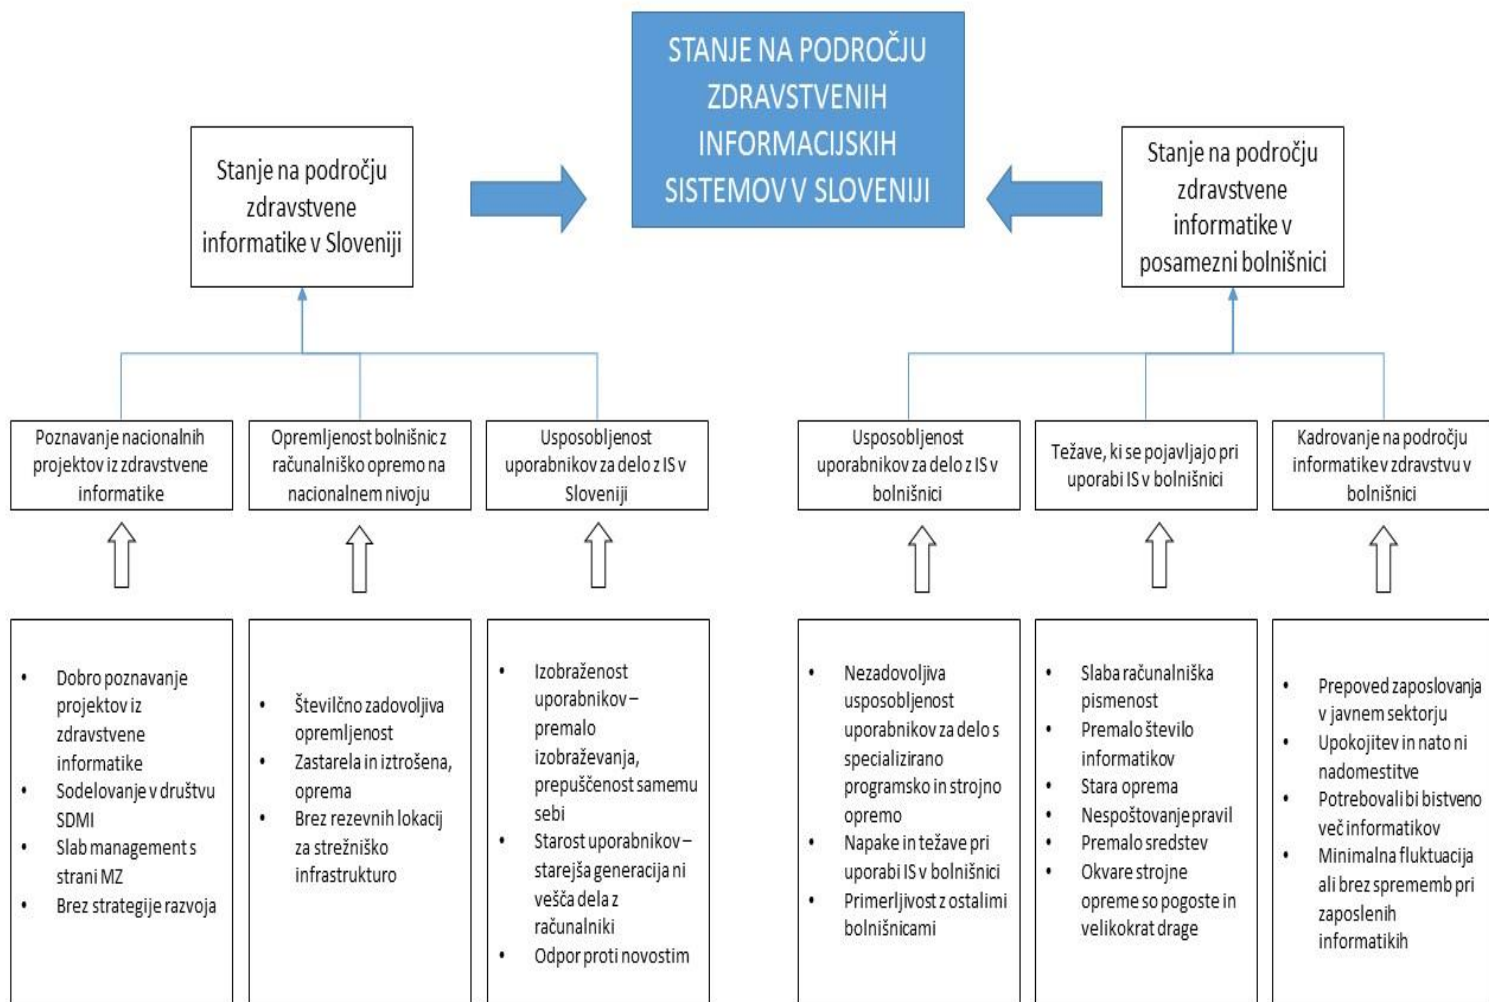 STANJE NA PODROČJU
ZDRAVSTVENIH
INFORMACIJSKIH
SISTEMOV V SLOVENIJI
Stanje na področju
zdravstvene
informatike v Sloveniji
Stanje na področju
zdravstvene
informatike v
posamezni bolnišnici
Poznavanje nacionalnih
projektov iz zdravstvene
informatike
Opremljenost bolnišnic z
računalniško opremo na
nacionalnem nivoju
Usposobljenost
uporabnikov za delo z IS v
Sloveniji
Usposobljenost
uporabnikov za delo z IS v
bolnišnici
Težave, ki se pojavljajo pri
uporabi IS v bolnišnici
Kadrovanje na področju
informatike v zdravstvu v
bolnišnici
• Dobro poznavanje
projektov iz
zdravstvene
informatike
• Sodelovanje v društvu
SDMI
• Slab management s
strani MZ
• Brez strategije razvoja
• Številčno zadovoljiva
opremljenost
• Zastarela in iztrošena,
oprema
• Brez rezevnih lokacij
za strežniško
infrastrukturo
• Izobraženost
uporabnikov –
premalo
izobraževanja,
prepuščenost samemu
sebi
• Starost uporabnikov –
starejša generacija ni
vešča dela z
računalniki
• Odpor proti novostim
• Nezadovoljiva
usposobljenost
uporabnikov za delo s
specializirano
programsko in strojno
opremo
• Napake in težave pri
uporabi IS v bolnišnici
• Primerljivost z ostalimi
bolnišnicami
• Slaba računalniška
pismenost
• Premalo število
informatikov
• Stara oprema
• Nespoštovanje pravil
• Premalo sredstev
• Okvare strojne
opreme so pogoste in
velikokrat drage
• Prepoved zaposlovanja
v javnem sektorju
• Upokojitev in nato ni
nadomestitve
• Potrebovali bi bistveno
več informatikov
• Minimalna fluktuacija
ali brez sprememb pri
zaposlenih
informatikih